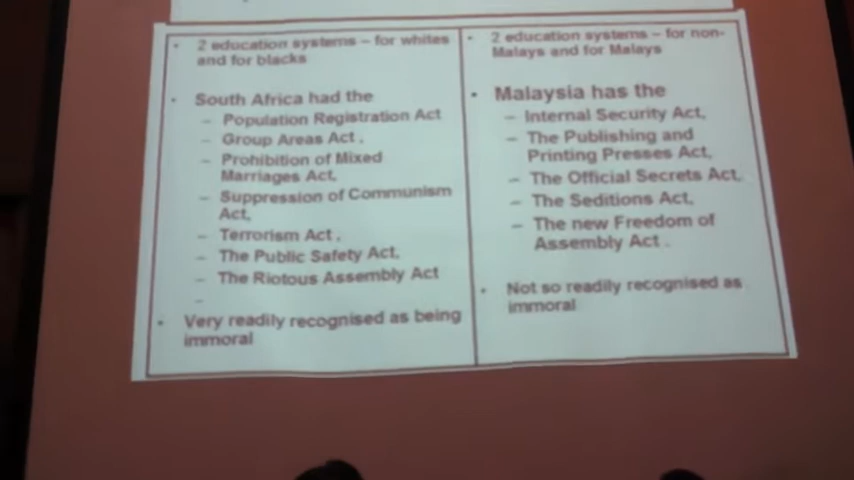 • 2 education systems – for whites
and for blacks
• South Africa had the
– Population Registration Act
– Group Areas Act ,
– Prohibition of Mixed
Marriages Act,
– Suppression of Communism
Act,
– Terrorism Act ,
– The Public Safety Act,
– The Riotous Assembly Act
–
• Very readily recognised as being
immoral
• 2 education systems – for non-
Malays and for Malays
• Malaysia has the
– Internal Security Act,
– The Publishing and
Printing Presses Act,
– The Official Secrets Act,
– The Seditions Act,
– The new Freedom of
Assembly Act .
• Not so readily recognised as
immoral